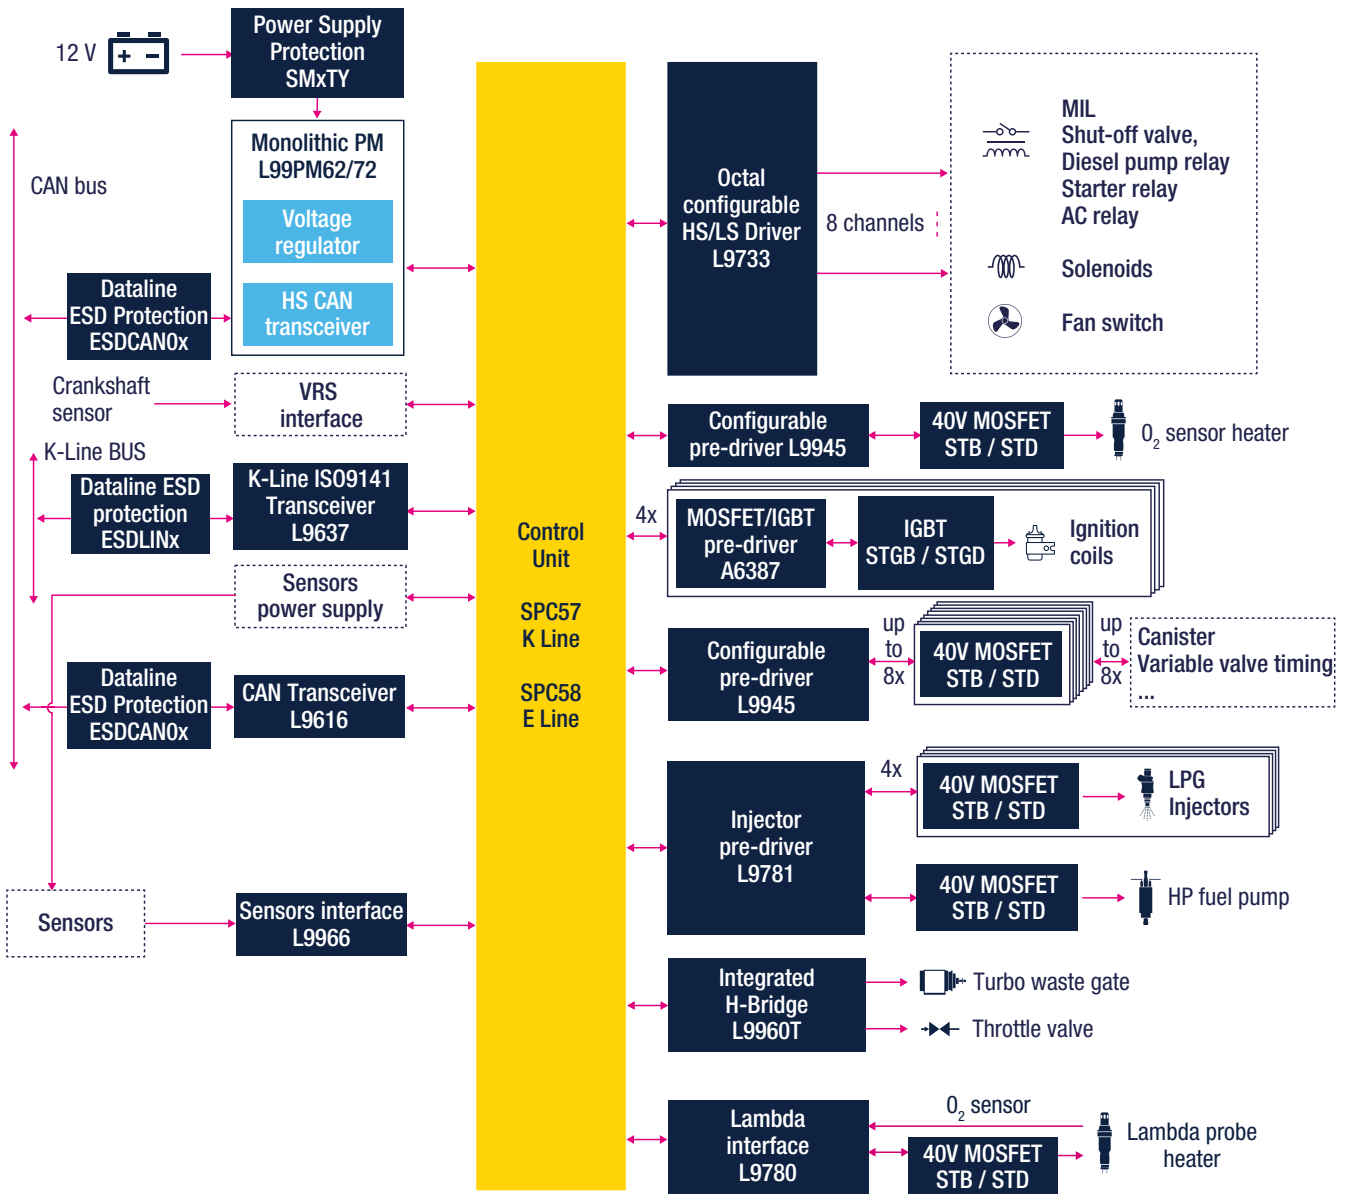 12 V
+ -
Power Supply
Protection
SMxTY
Monolithic PM
L99PM62/72
Voltage
regulator
HS CAN
transceiver
CAN bus
Dataline
ESD Protection
ESDCAN0x
Crankshaft
sensor
VRS
interface
K-Line BUS
Dataline ESD
protection
ESDLINx
K-Line ISO9141
Transceiver
L9637
Sensors
power supply
Dataline
ESD Protection
ESDCAN0x
CAN Transceiver
L9616
Sensors
Sensors interface
L9966
Control
Unit
SPC57
K Line
SPC58
E Line
Octal
configurable
HS/LS Driver
L9733
8 channels
MIL
Shut-off valve,
Diesel pump relay
Starter relay
AC relay
Solenoids
Fan switch
Configurable
pre-driver L9945
40V MOSFET
STB / STD
O2 sensor heater
4x
MOSFET/IGBT
pre-driver
A6387
IGBT
STGB / STGD
Ignition
coils
Configurable
pre-driver
L9945
up
to
8x
40V MOSFET
STB / STD
up
to
8x
Canister
Variable valve timing
...
Injector
pre-driver
L9781
4x
40V MOSFET
STB / STD
LPG
Injectors
40V MOSFET
STB / STD
HP fuel pump
Integrated
H-Bridge
L9960T
Turbo waste gate
Throttle valve
Lambda
interface
L9780
O2 sensor
40V MOSFET
STB / STD
Lambda probe
heater